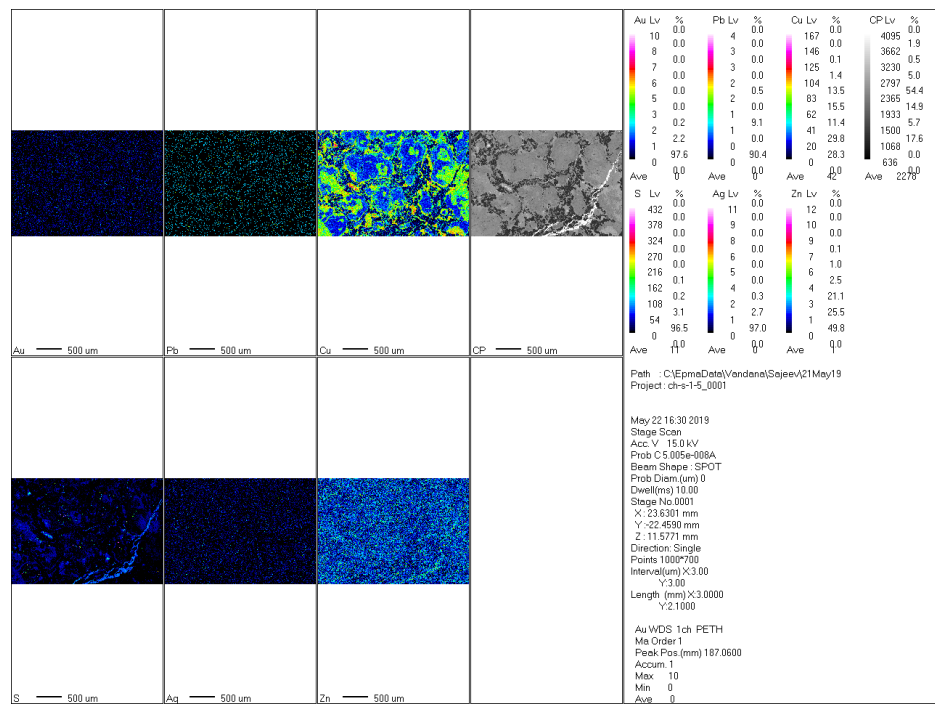 Au 500 um
Pb 500 um
Cu 500 um
CP 500 um
S 500 um
Ag 500 um
Zn 500 um
Au Lv %
0.0
10 0.0
8 0.0
7 0.0
6 0.0
5 0.0
3 0.2
2 2.2
1 97.6
0 0.0
Ave 0
Pb Lv %
0.0
4 0.0
3 0.0
3 0.0
2 0.5
2 0.0
1 9.1
1 0.0
0 90.4
0 0.0
Ave 0
Cu Lv %
0.0
167 0.0
146 0.1
125 1.4
104 13.5
83 15.5
62 11.4
41 29.8
20 28.3
0 0.0
Ave 42
CP Lv %
0.0
4095 1.9
3662 0.5
3230 5.0
2797 54.4
2365 14.9
1933 5.7
1500 17.6
1068 0.0
636 0.0
Ave 2278
S Lv %
0.0
432 0.0
378 0.0
324 0.0
270 0.0
216 0.1
162 0.2
108 3.1
54 96.5
0 0.0
Ave 11
Ag Lv %
0.0
11 0.0
9 0.0
8 0.0
6 0.0
5 0.0
4 0.3
2 2.7
1 97.0
0 0.0
Ave 0
Zn Lv %
0.0
12 0.0
10 0.0
9 0.1
7 1.0
6 2.5
4 21.1
3 25.5
1 49.8
0 0.0
Ave 1
Path : C:\EpmaData\Vandana\Sajeev\21May19
Project : ch-s-1-5_0001
May 22 16:30 2019
Stage Scan
Acc. V 15.0 kV
Prob C 5.005e-008A
Beam Shape : SPOT
Prob Diam.(um) 0
Dwell(ms) 10.00
Stage No.0001
X : 23.6301 mm
Y :-22.4590 mm
Z : 11.5771 mm
Direction: Single
Points 1000*700
Interval(um) X:3.00
Y:3.00
Length (mm) X:3.0000
Y:2.1000
Au WDS 1ch PETH
Ma Order 1
Peak Pos.(mm) 187.0600
Accum. 1
Max 10
Min 0
Ave 0